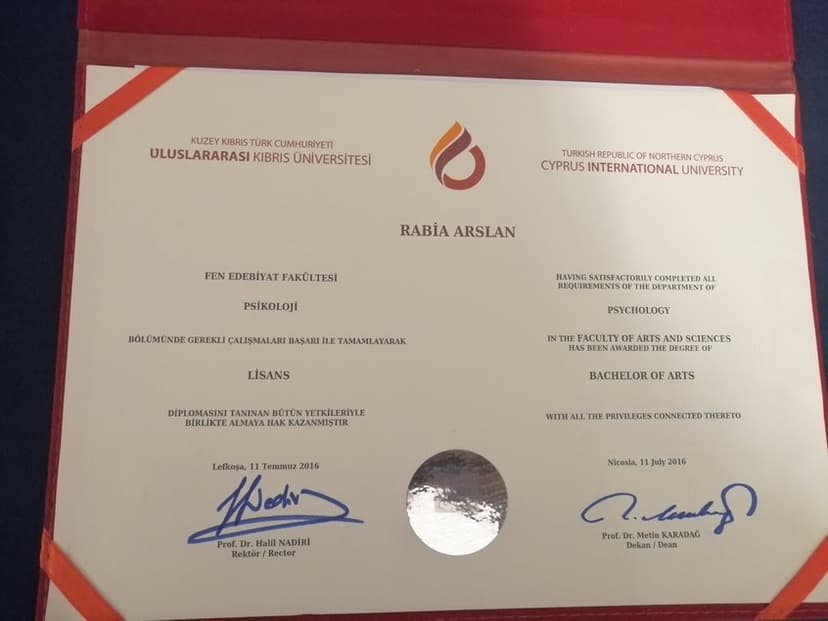 KUZEY KIBRIS TÜRK CUMHURİYETİ
ULUSLARARASI KIBRIS ÜNİVERSİTESİ
TURKISH REPUBLIC OF NORTHERN CYPRUS
CYPRUS INTERNATIONAL UNIVERSITY
RABİA ARSLAN
FEN EDEBİYAT FAKÜLTESİ
PSİKOLOJİ
BÖLÜMÜNDE GEREKLİ ÇALIŞMALARI BAŞARI İLE TAMAMLAYARAK
LİSANS
DİPLOMASINI TANINAN BÜTÜN YETKİLERİYLE
BİRLİKTE ALMAYA HAK KAZANMIŞTIR
Lefkoşa, 11 Temmuz 2016
Prof. Dr. Halil NADİRİ
Rektör / Rector
HAVING SATISFACTORILY COMPLETED ALL
REQUIREMENTS OF THE DEPARTMENT OF
PSYCHOLOGY
IN THE FACULTY OF ARTS AND SCIENCES
HAS BEEN AWARDED THE DEGREE OF
BACHELOR OF ARTS
WITH ALL THE PRIVILEGES CONNECTED THERETO
Nicosia, 11 July 2016
Prof. Dr. Metin KARADAĞ
Dekan / Dean